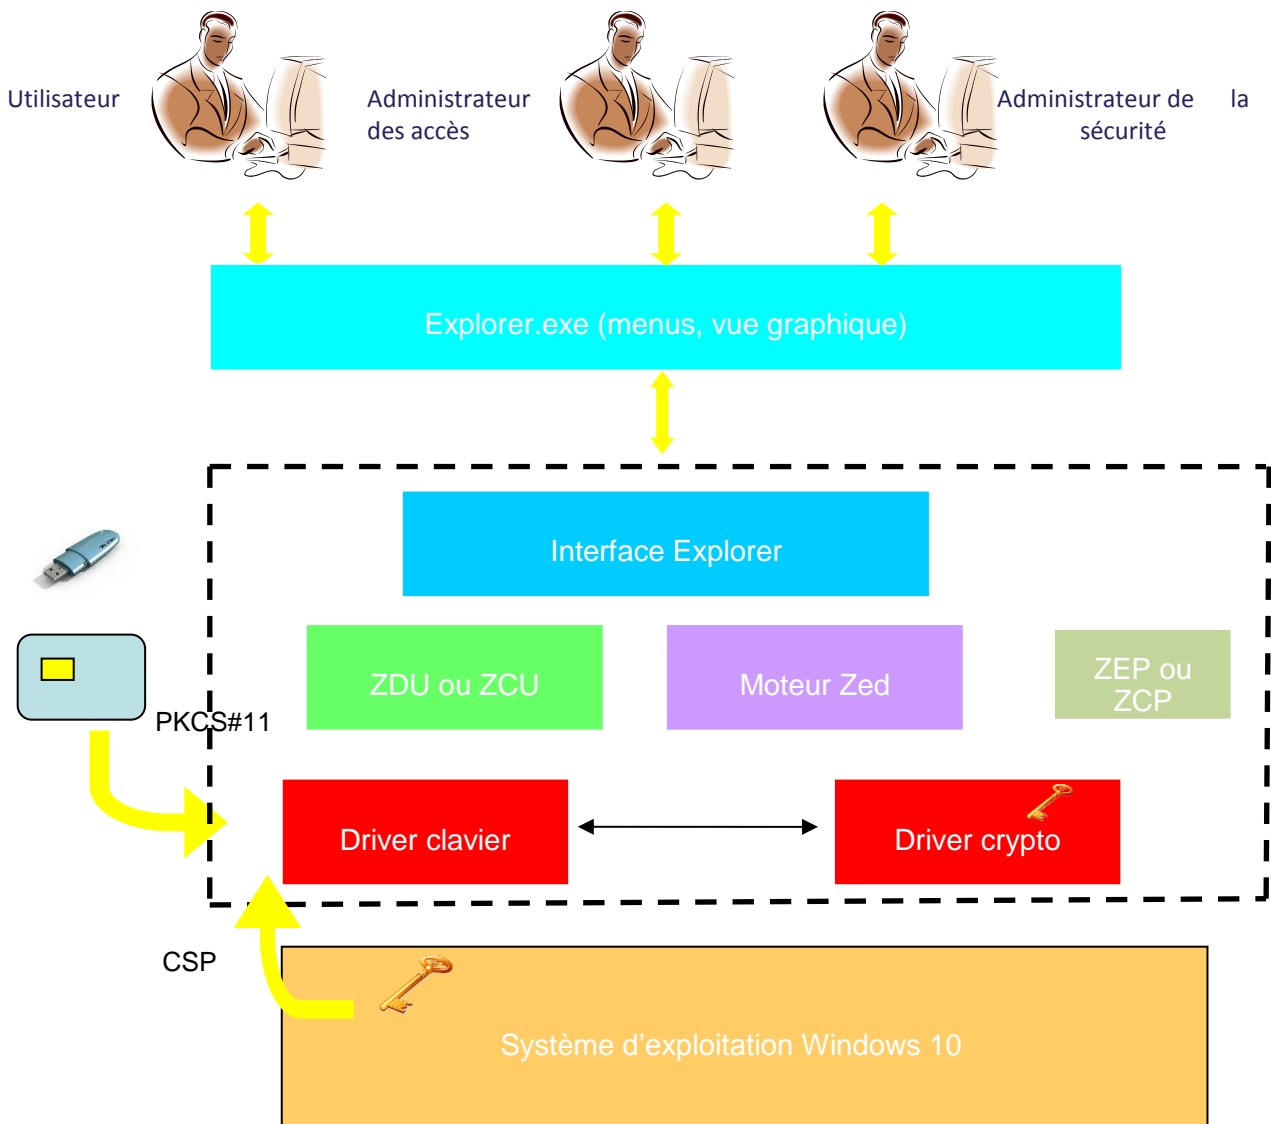 Utilisateur
Administrateur
des accès
Administrateur de la
sécurité
Explorer.exe (menus, vue graphique)
Interface Explorer
ZDU ou ZCU
Moteur Zed
ZEP ou
ZCP
PKCS#11
Driver clavier
Driver crypto
CSP
Système d’exploitation Windows 10